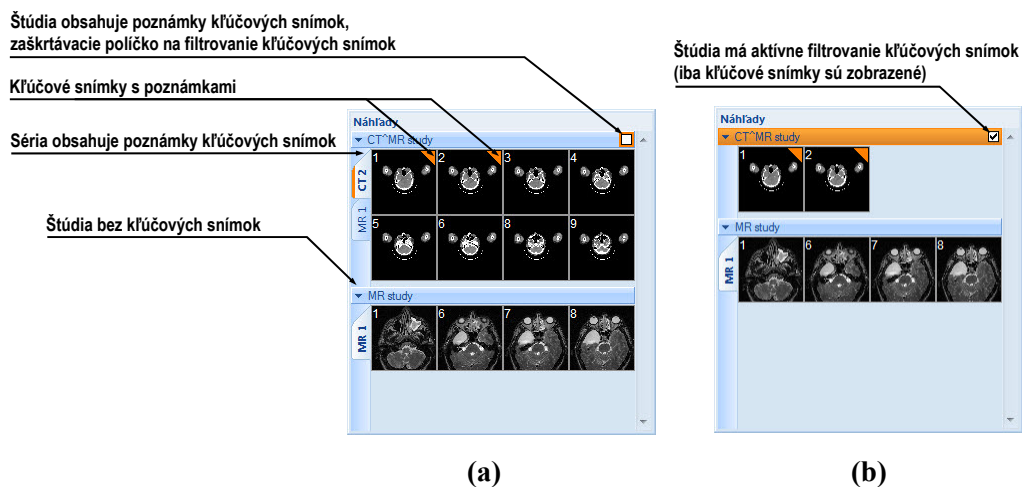 Štúdia obsahuje poznámky kľúčových snímok,
zaškrtávacie políčko na filtrovanie kľúčových snímok
Kľúčové snímky s poznámkami
Séria obsahuje poznámky kľúčových snímok
Štúdia bez kľúčových snímok
Náhľady
CT^MR study
CT 2
MR 1
1 2 3 4
5 6 8 9
MR study
MR 1
1 6 7 8
(a)
Štúdia má aktívne filtrovanie kľúčových snímok
(iba kľúčové snímky sú zobrazené)
Náhľady
CT^MR study
1 2
MR study
MR 1
1 6 7 8
(b)